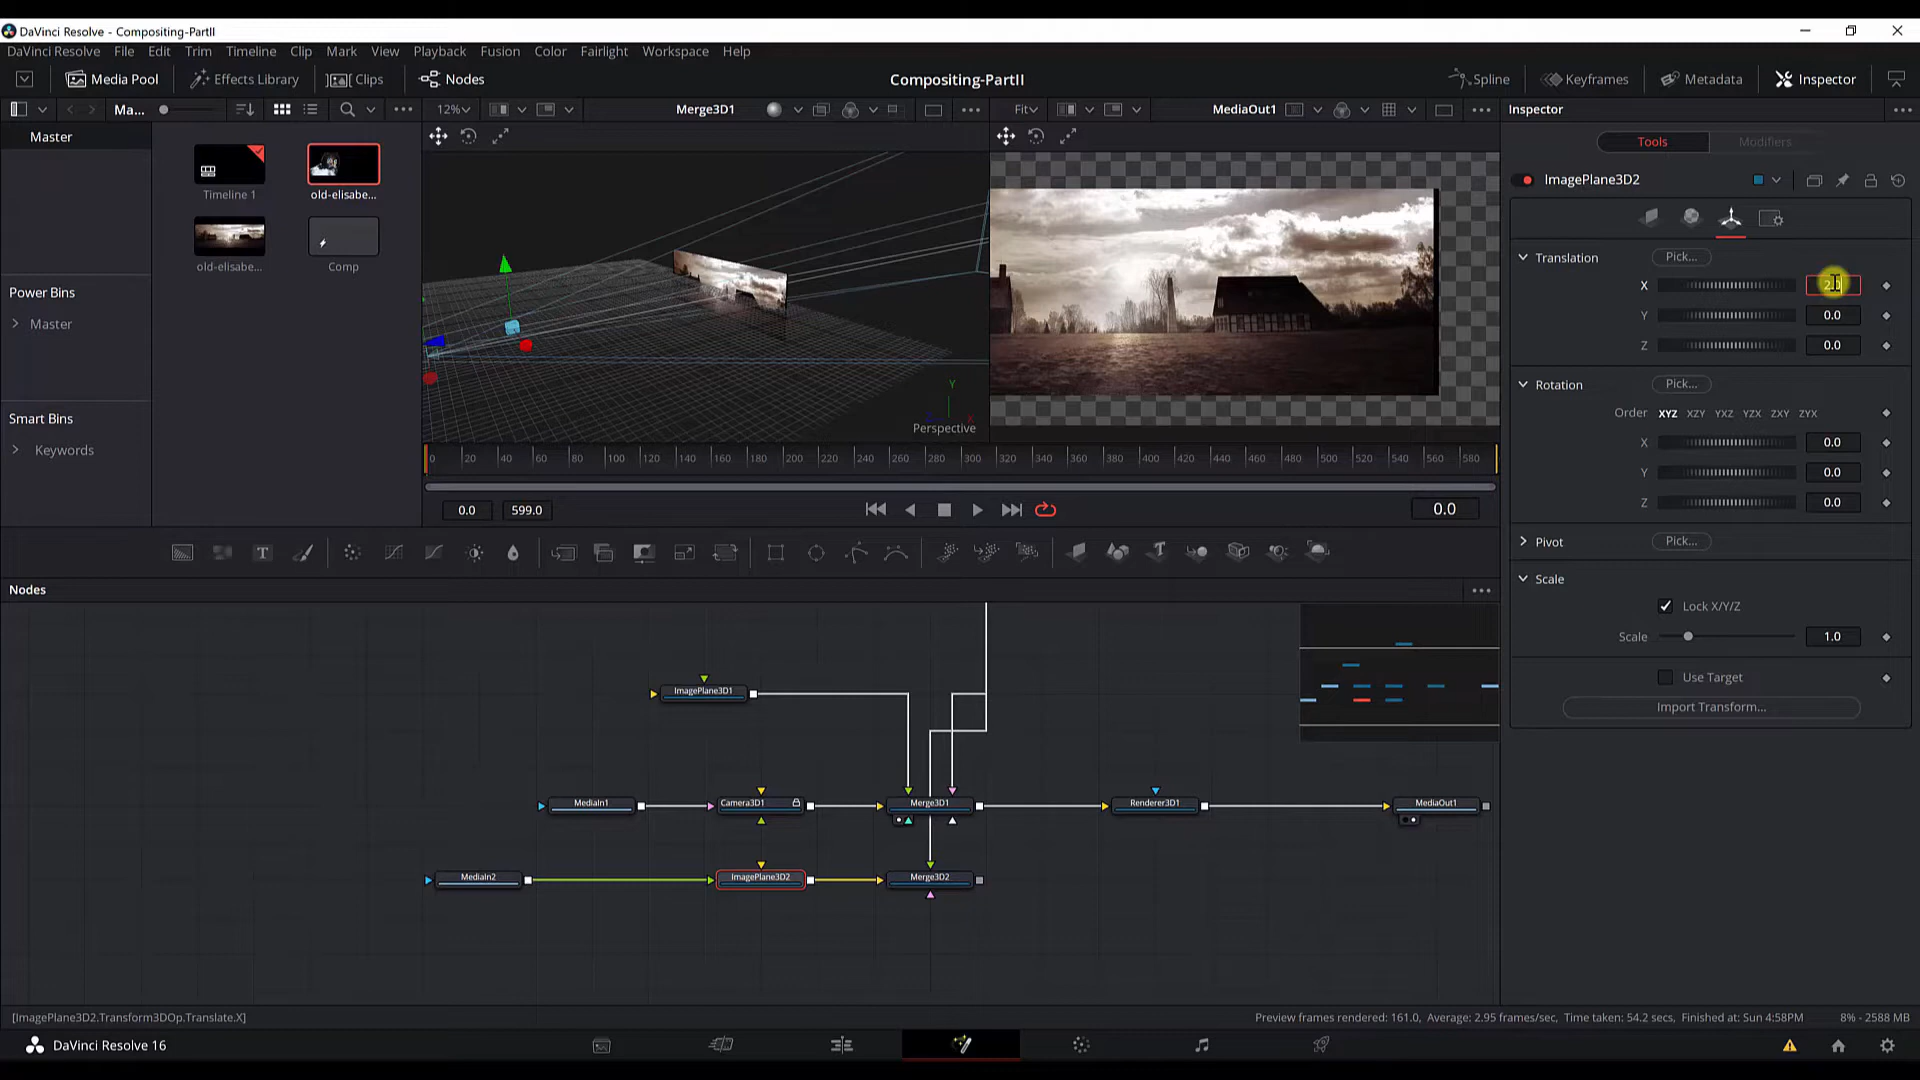 DaVinci Resolve - Compositing-PartII
DaVinci Resolve File Edit Trim Timeline Clip Mark View Playback Fusion Color Fairlight Workspace Help
Media Pool Effects Library Clips Nodes Compositing-PartII Spline Keyframes Metadata Inspector
Ma... 12% Merge3D1 Fit MediaOut1 Inspector
Master
Timeline 1
old-elisabe...
old-elisabe...
Comp
Power Bins
Master
Smart Bins
Keywords
Y
Perspective
Tools Modifiers
ImagePlane3D2
Translation Pick...
X
Y 0.0
Z 0.0
Rotation Pick...
Order XYZ XZY YXZ YZX ZXY ZYX
X 0.0
Y 0.0
Z 0.0
Pivot Pick...
Scale
Lock X/Y/Z
Scale 1.0
Use Target
Import Transform...
0 20 40 60 80 100 120 140 160 180 200 220 240 260 280 300 320 340 360 380 400 420 440 460 480 500 520 540 560 580
0.0 599.0 0.0
T T
Nodes
ImagePlane3D1
MediaIn1 Camera3D1 Merge3D1 Renderer3D1 MediaOut1
MediaIn2 ImagePlane3D2 Merge3D2
[ImagePlane3D2.Transform3DOp.Translate.X]
Preview frames rendered: 161.0, Average: 2.95 frames/sec, Time taken: 54.2 secs, Finished at: Sun 4:58PM 8% - 2588 MB
DaVinci Resolve 16